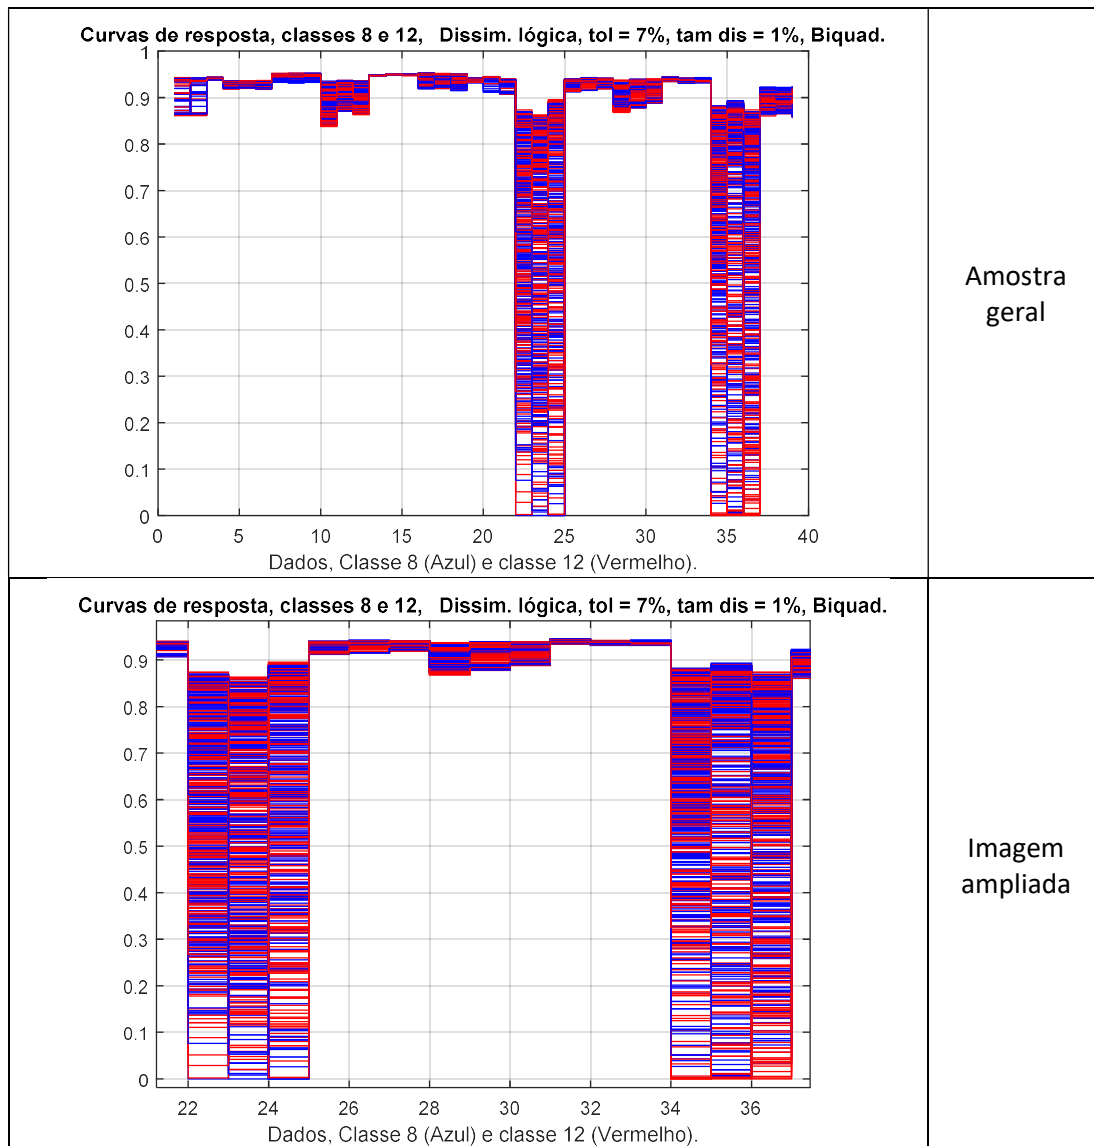 Curvas de resposta, classes 8 e 12, Dissim. lógica, tol = 7%, tam dis = 1%, Biquad.
1
0.9
0.8
0.7
0.6
0.5
0.4
0.3
0.2
0.1
0
0 5 10 15 20 25 30 35 40
Dados, Classe 8 (Azul) e classe 12 (Vermelho).
Amostra
geral
Curvas de resposta, classes 8 e 12, Dissim. lógica, tol = 7%, tam dis = 1%, Biquad.
0.9
0.8
0.7
0.6
0.5
0.4
0.3
0.2
0.1
0
22 24 26 28 30 32 34 36
Dados, Classe 8 (Azul) e classe 12 (Vermelho).
Imagem
ampliada